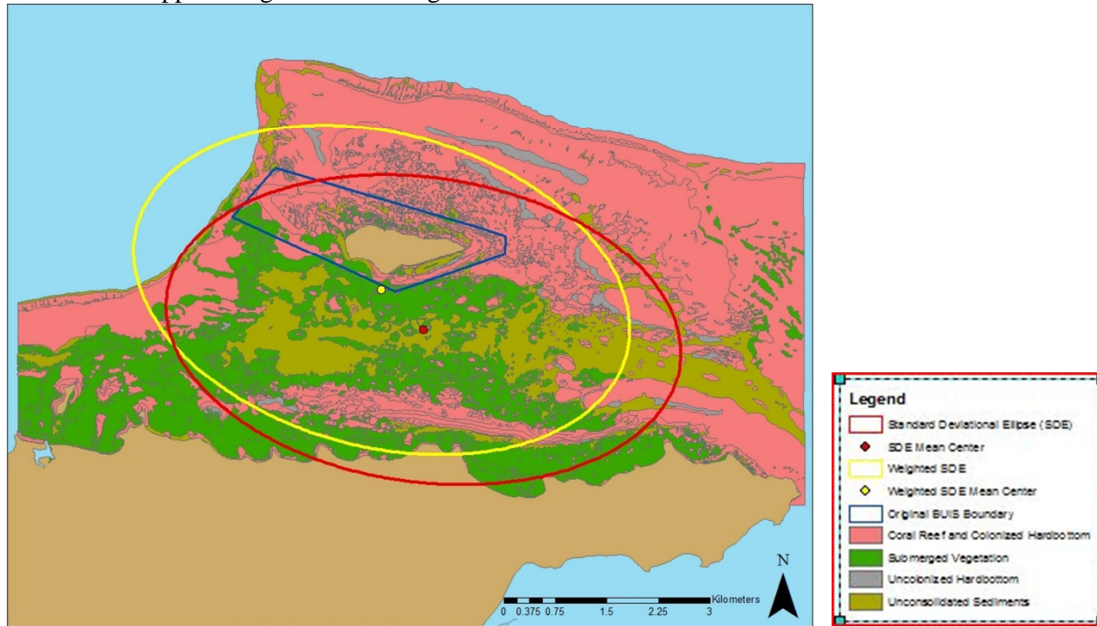 N
Kilometers
0 0.375 0.75 1.5 2.25 3
Legend
Standard Deviational Ellipse (SDE)
SDE Mean Center
Weighted SDE
Weighted SDE Mean Center
Original BUIS Boundary
Coral Reef and Colonized Hardbottom
Submerged Vegetation
Uncolonized Hardbottom
Unconsolidated Sediments